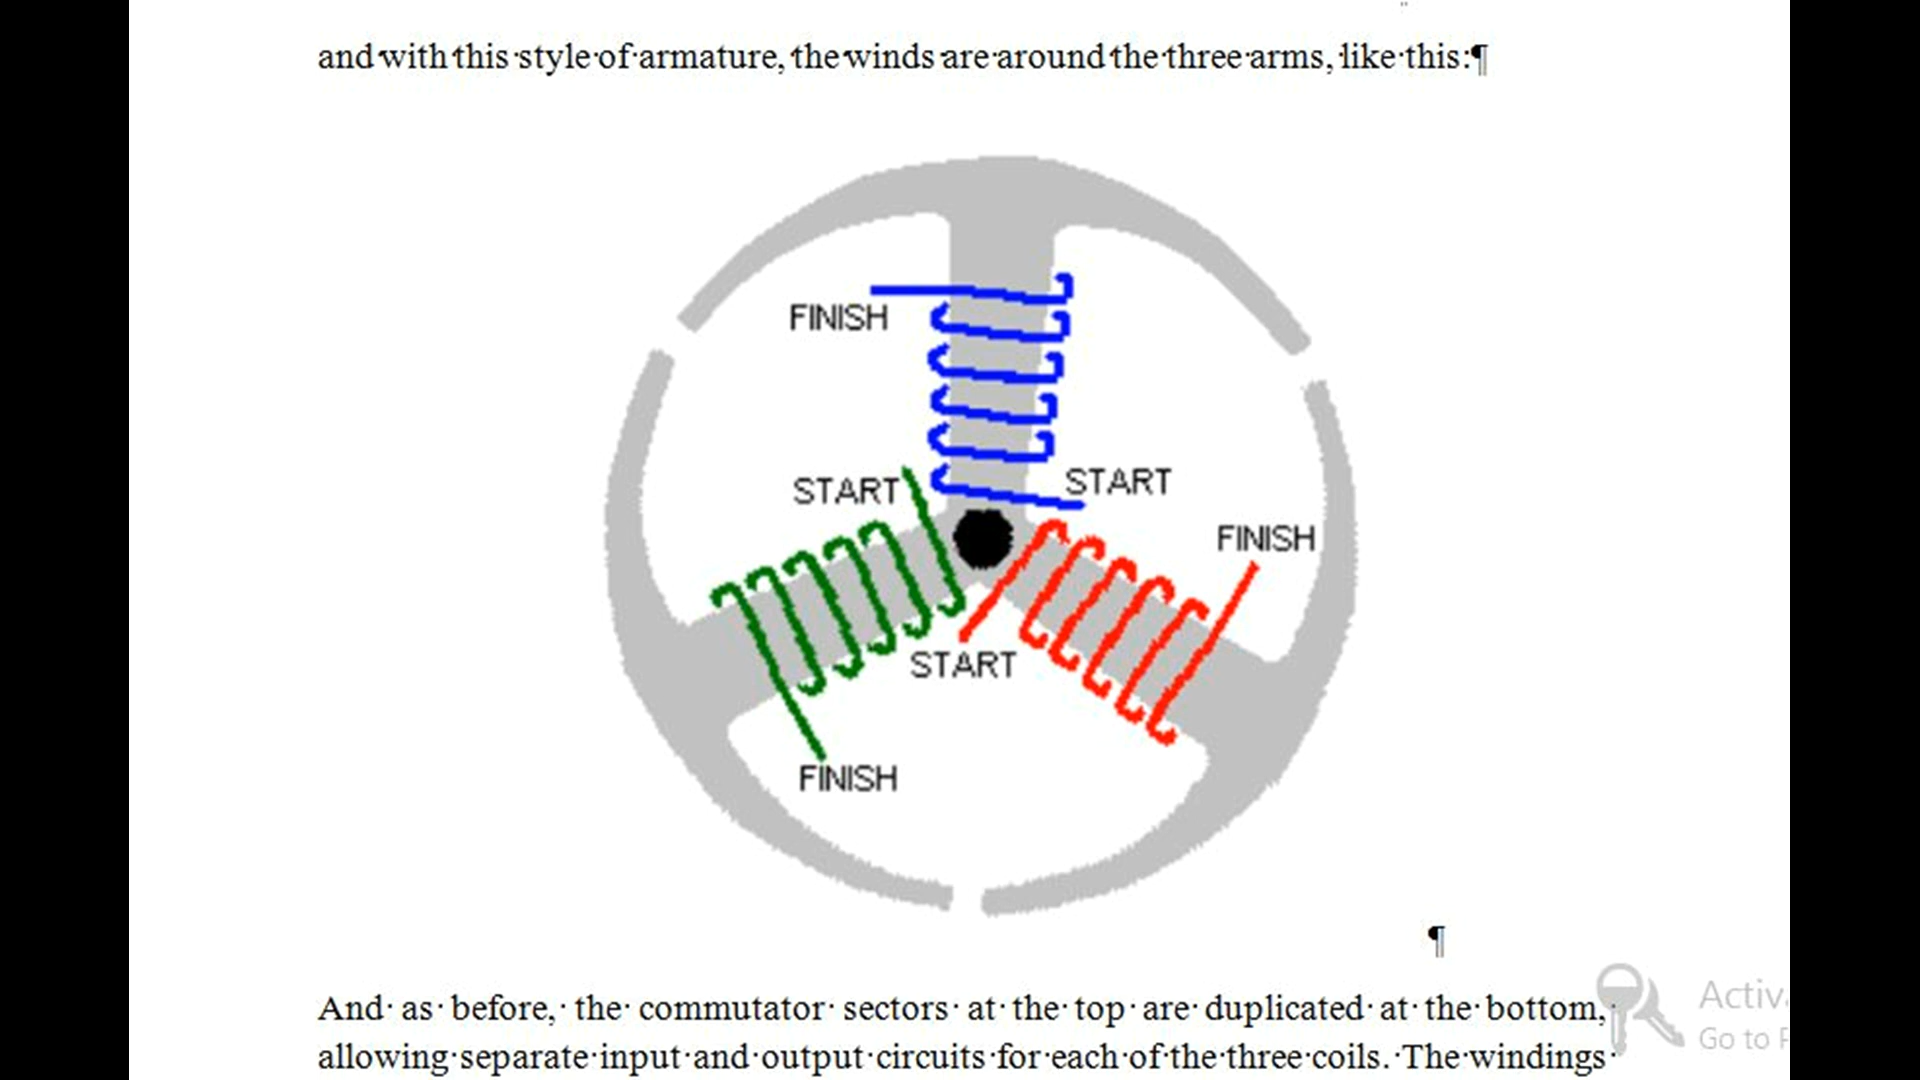 and with this style of armature, the winds are around the three arms, like this:¶
FINISH
START
START
FINISH
START
FINISH
¶
And as before, the commutator sectors at the top are duplicated at the bottom,
allowing separate input and output circuits for each of the three coils. The windings
Go to